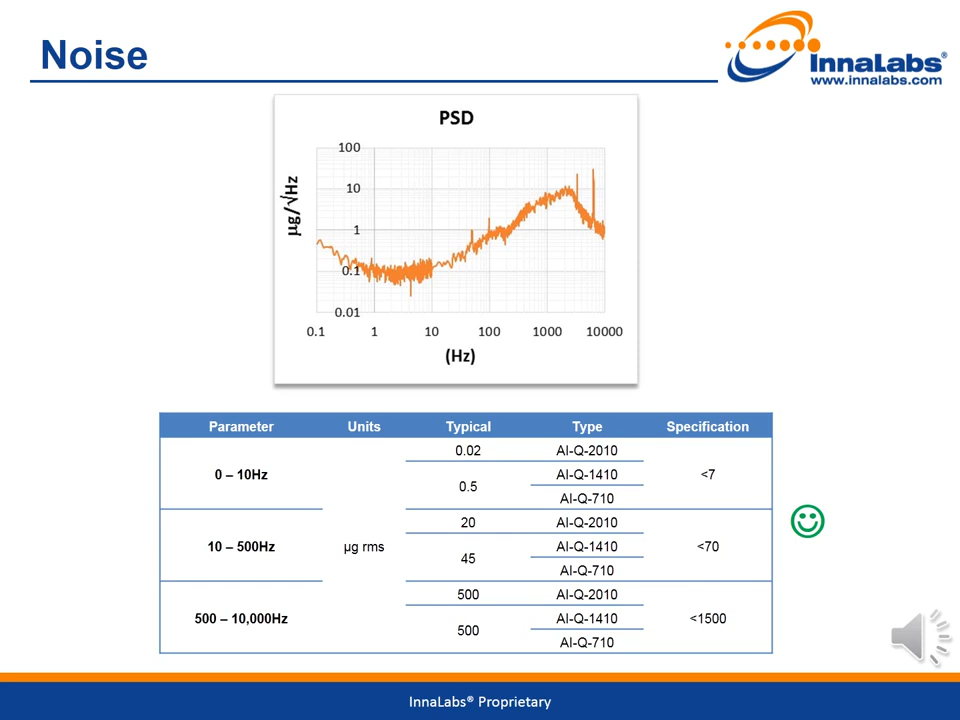 Noise
InnaLabs®
www.innalabs.com
PSD
µg/√Hz
100
10
1
0.1
0.01
0.1 1 10 100 1000 10000
(Hz)
Parameter Units Typical Type Specification
0 – 10Hz µg rms 0.02 AI-Q-2010 <7
0.5 AI-Q-1410
AI-Q-710
10 – 500Hz 20 AI-Q-2010 <70
45 AI-Q-1410
AI-Q-710
500 – 10,000Hz 500 AI-Q-2010 <1500
500 AI-Q-1410
AI-Q-710
InnaLabs® Proprietary